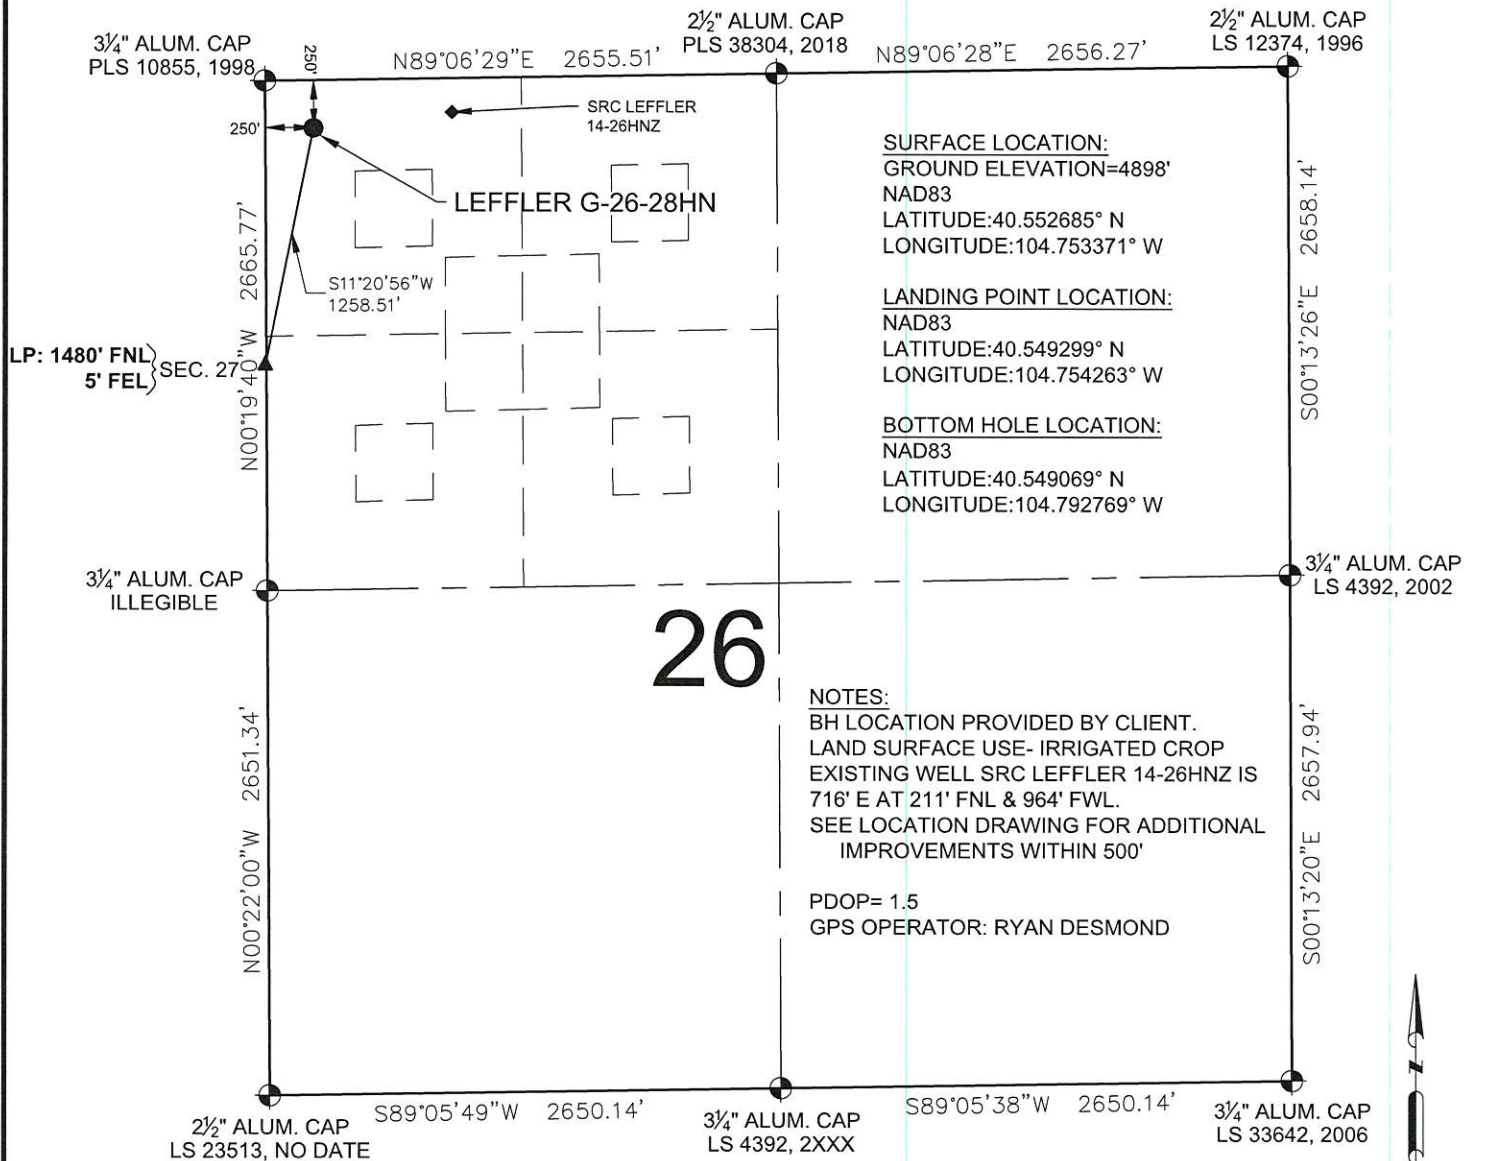 3¼" ALUM. CAP
PLS 10855, 1998
250'
N89°06'29"E 2655.51'
2½" ALUM. CAP
PLS 38304, 2018
N89°06'28"E 2656.27'
2½" ALUM. CAP
LS 12374, 1996
250'
SRC LEFFLER
14-26HNZ
LEFFLER G-26-28HN
S11°20'56"W
1258.51'
N00°19'40"W 2665.77'
LP: 1480' FNL
5' FEL
SEC. 27
SURFACE LOCATION:
GROUND ELEVATION=4898'
NAD83
LATITUDE:40.552685° N
LONGITUDE:104.753371° W
LANDING POINT LOCATION:
NAD83
LATITUDE:40.549299° N
LONGITUDE:104.754263° W
BOTTOM HOLE LOCATION:
NAD83
LATITUDE:40.549069° N
LONGITUDE:104.792769° W
S00°13'26"E 2658.14'
3¼" ALUM. CAP
ILLEGIBLE
3¼" ALUM. CAP
LS 4392, 2002
26
N00°22'00"W 2651.34'
NOTES:
BH LOCATION PROVIDED BY CLIENT.
LAND SURFACE USE- IRRIGATED CROP
EXISTING WELL SRC LEFFLER 14-26HNZ IS
716' E AT 211' FNL & 964' FWL.
SEE LOCATION DRAWING FOR ADDITIONAL
IMPROVEMENTS WITHIN 500'
PDOP= 1.5
GPS OPERATOR: RYAN DESMOND
S00°13'20"E 2657.94'
2½" ALUM. CAP
LS 23513, NO DATE
S89°05'49"W 2650.14'
3¼" ALUM. CAP
LS 4392, 2XXX
S89°05'38"W 2650.14'
3¼" ALUM. CAP
LS 33642, 2006
N